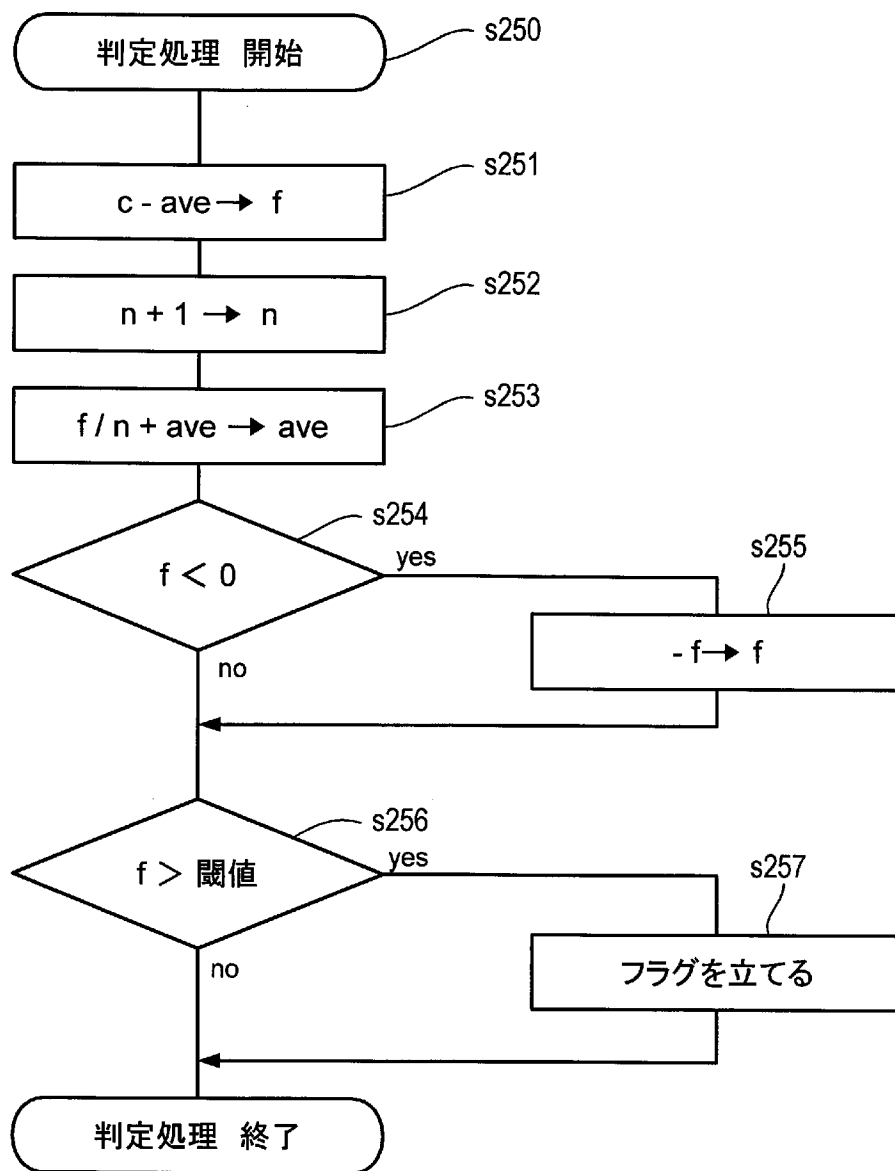 判定処理 開始
s250
s251
c - ave → f
s252
n + 1 → n
s253
f / n + ave → ave
s254
f < 0
yes
no
s255
- f → f
s256
f > 閾値
yes
no
s257
フラグを立てる
判定処理 終了